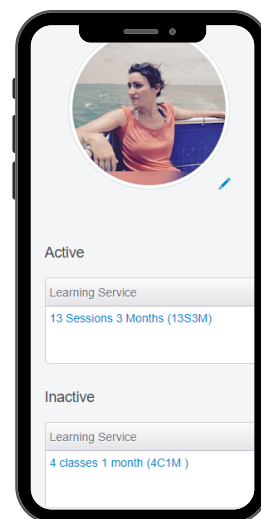 Active
Learning Service
13 Sessions 3 Months (13S3M)
Inactive
Learning Service
4 classes 1 month (4C1M )